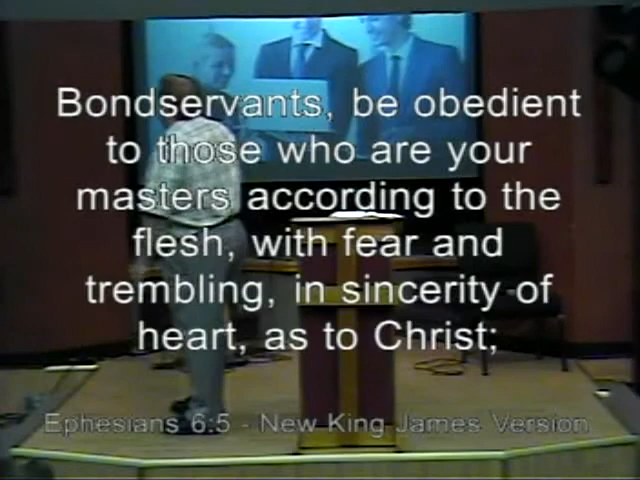 Bondservants, be obedient
to those who are your
masters according to the
flesh, with fear and
trembling, in sincerity of
heart, as to Christ;
Ephesians 6:5 - New King James Version